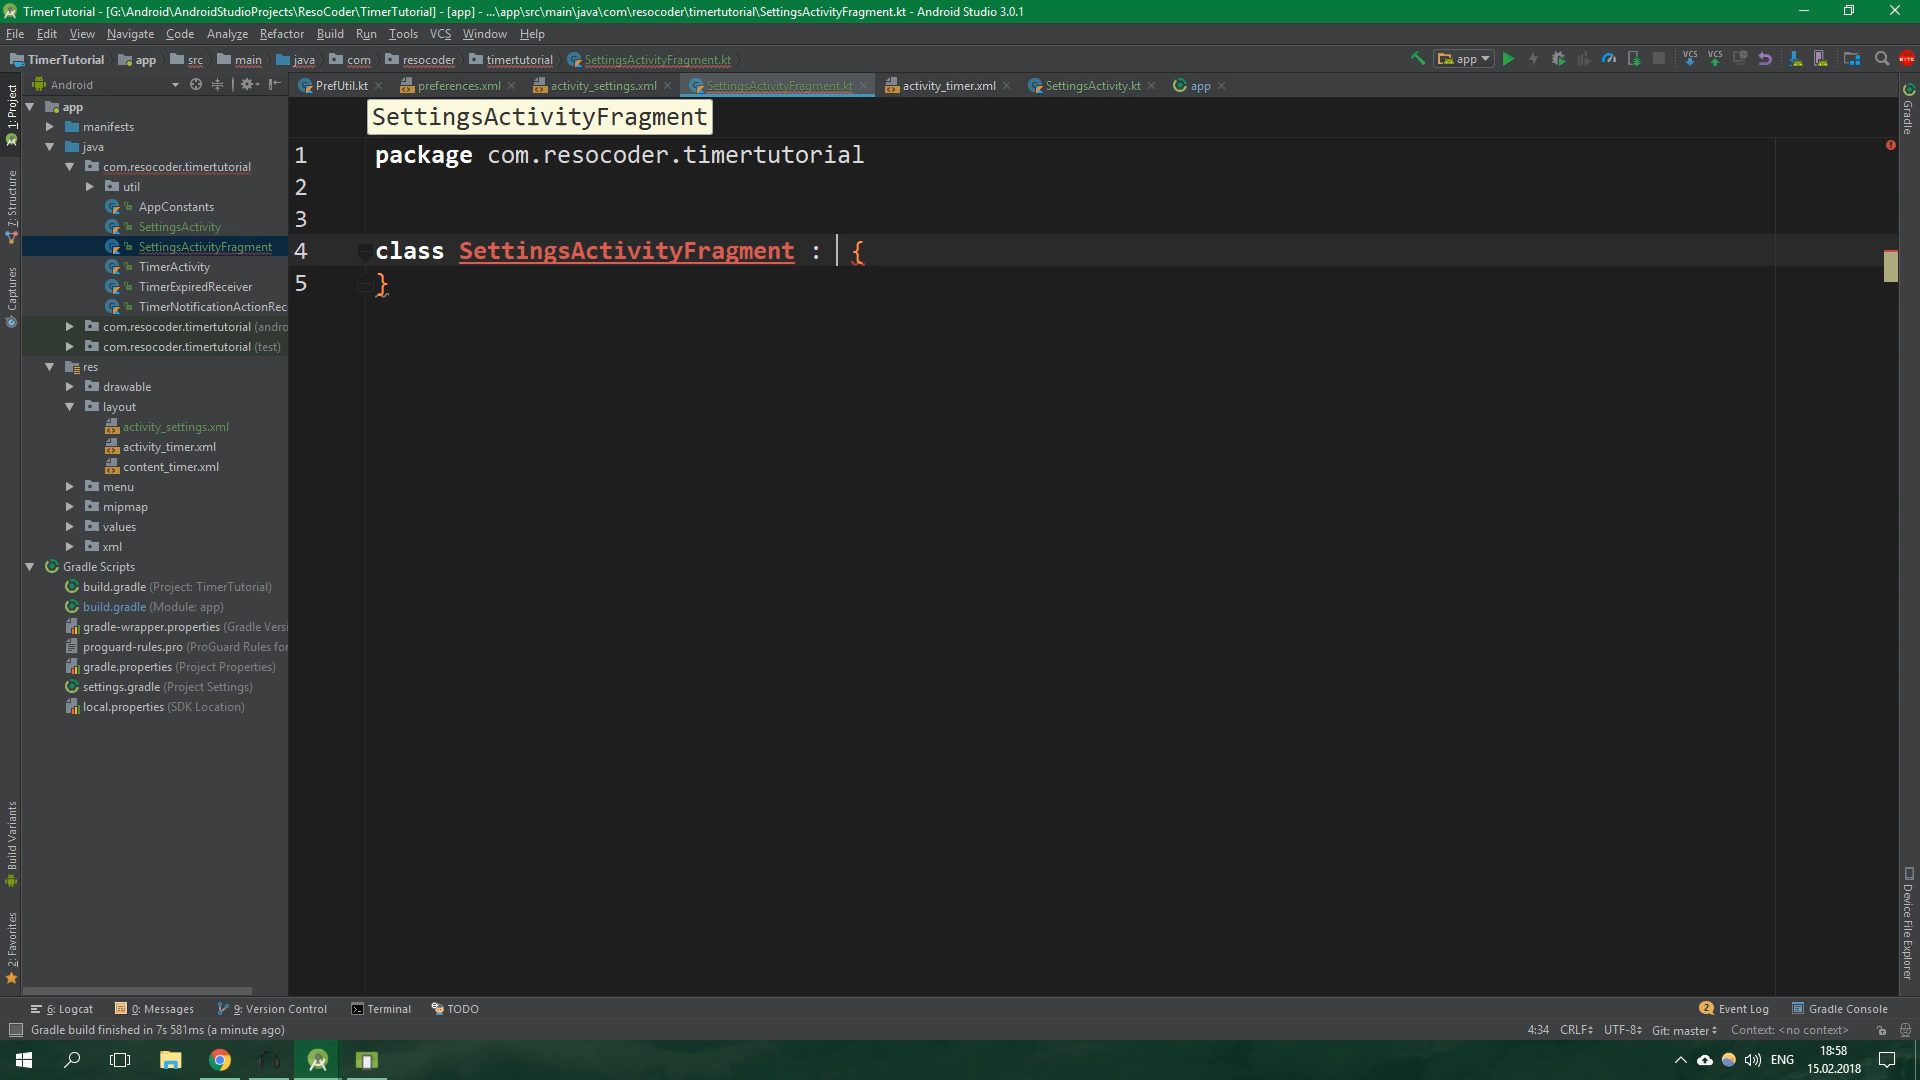 TimerTutorial - [G:\Android\AndroidStudioProjects\ResoCoder\TimerTutorial] - [app] - ...\app\src\main\java\com\resocoder\timertutorial\SettingsActivityFragment.kt - Android Studio 3.0.1
File Edit View Navigate Code Analyze Refactor Build Run Tools VCS Window Help
TimerTutorial app src main java com resocoder timertutorial SettingsActivityFragment.kt app VCS VCS
Android PrefUtil.kt preferences.xml activity_settings.xml SettingsActivityFragment.kt activity_timer.xml SettingsActivity.kt app
SettingsActivityFragment
1 package com.resocoder.timertutorial
2
3
4 class SettingsActivityFragment : {
5 }
app
manifests
java
com.resocoder.timertutorial
util
AppConstants
SettingsActivity
SettingsActivityFragment
TimerActivity
TimerExpiredReceiver
TimerNotificationActionRec
com.resocoder.timertutorial (andro
com.resocoder.timertutorial (test)
res
drawable
layout
activity_settings.xml
activity_timer.xml
content_timer.xml
menu
mipmap
values
xml
Gradle Scripts
build.gradle (Project: TimerTutorial)
build.gradle (Module: app)
gradle-wrapper.properties (Gradle Versi
proguard-rules.pro (ProGuard Rules for
gradle.properties (Project Properties)
settings.gradle (Project Settings)
local.properties (SDK Location)
1: Project
7: Structure
Captures
Build Variants
2: Favorites
Gradle
Device File Explorer
6: Logcat 0: Messages 9: Version Control Terminal TODO 2 Event Log Gradle Console
Gradle build finished in 7s 581ms (a minute ago) 4:34 CRLF UTF-8 Git: master Context: <no context>
ENG 18:58
15.02.2018